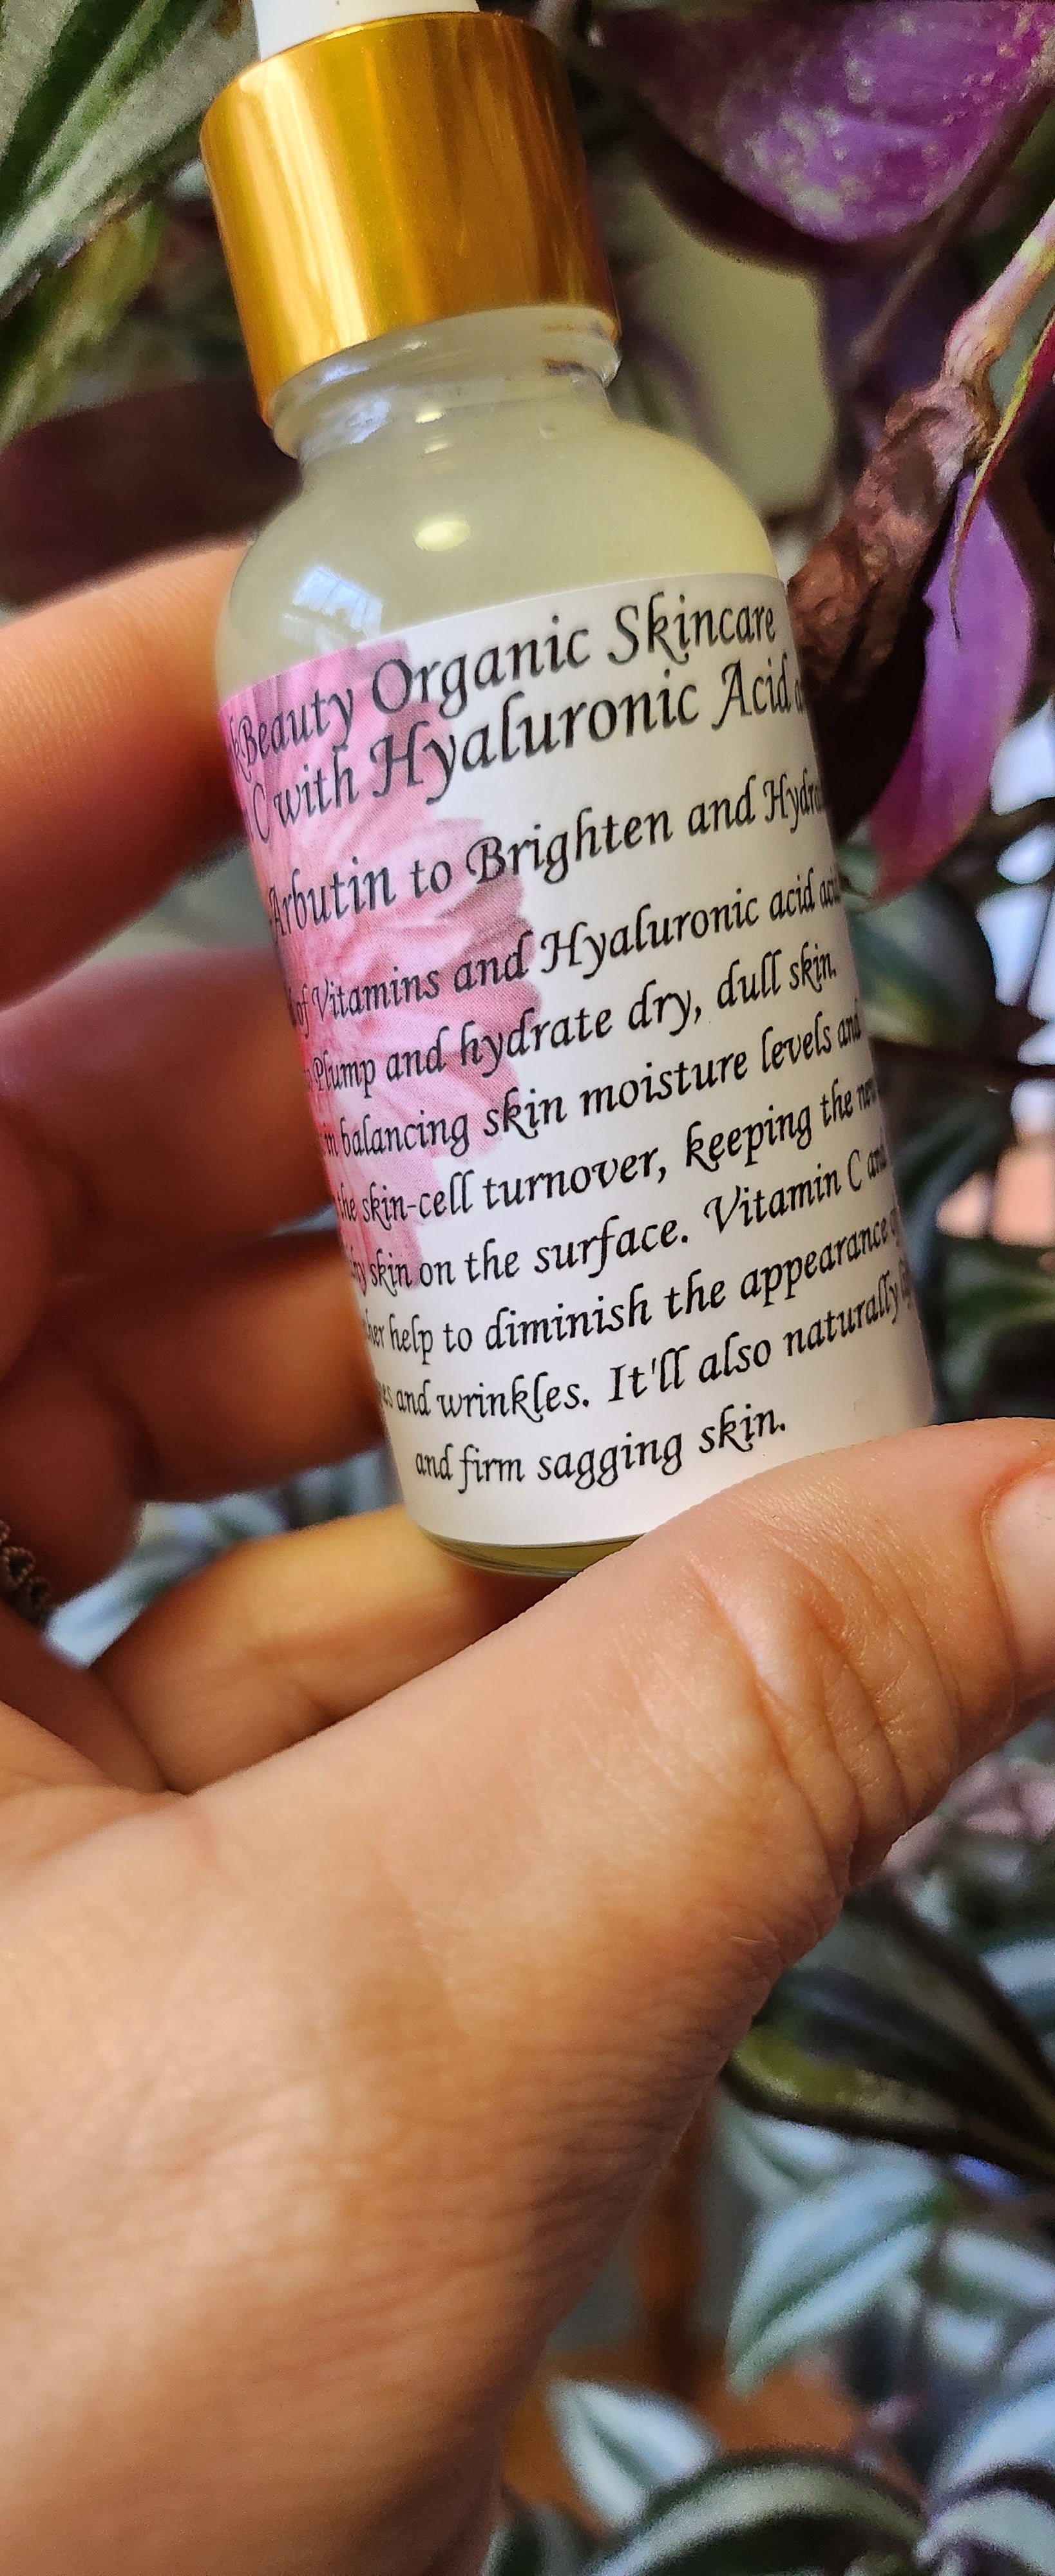 Beauty Organic Skincare
C with Hyaluronic Acid
Arbutin to Brighten and
of Vitamins and Hyaluronic acid
Plump and hydrate dry, dull skin.
in balancing skin moisture levels and
the skin-cell turnover, keeping the
skin on the surface. Vitamin C and
help to diminish the appearance
and wrinkles. It'll also naturally
and firm sagging skin.